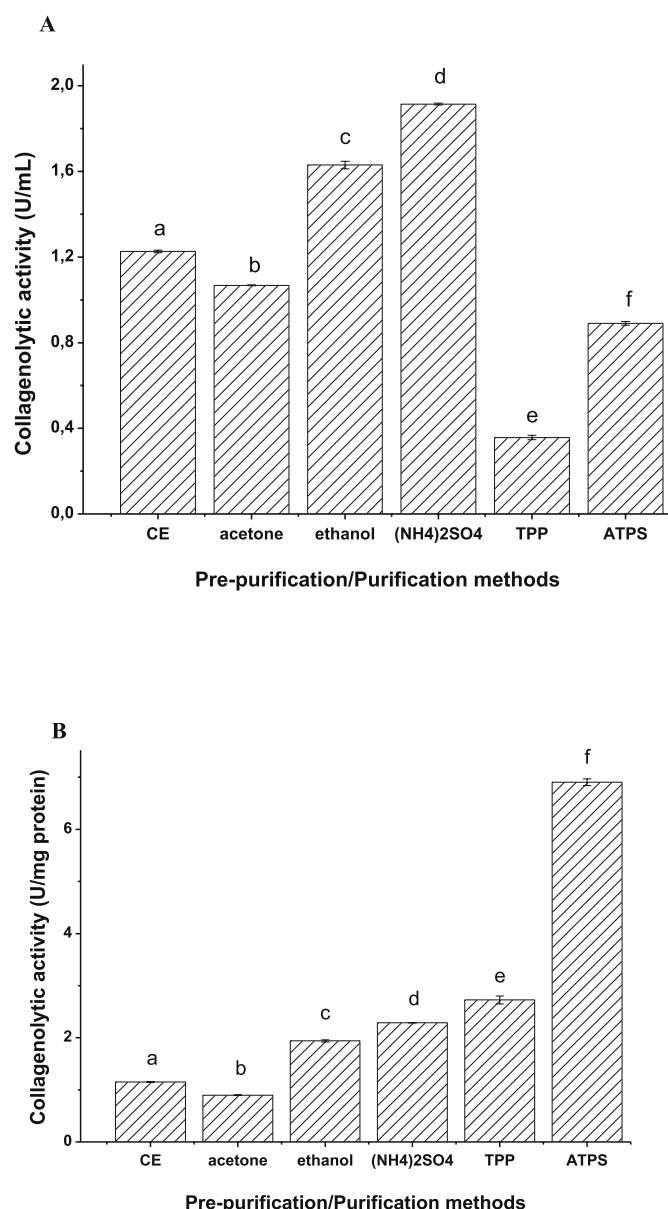 A
d
2,0
c
1,6
a
1,2
b
f
0,8
e
0,4
0,0
Collagenolytic activity (U/mL)
CE acetone ethanol (NH4)2SO4 TPP ATPS
Pre-purification/Purification methods
B
f
6
4
e
d
c
2
a
b
0
Collagenolytic activity (U/mg protein)
CE acetone ethanol (NH4)2SO4 TPP ATPS
Pre-purification/Purification methods